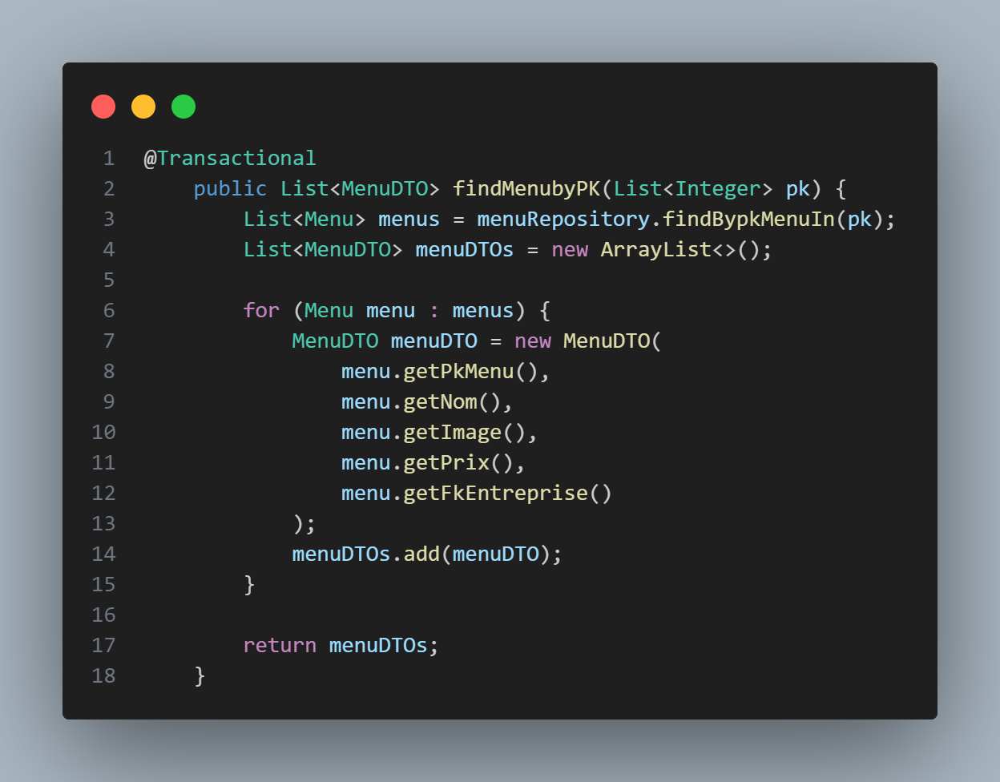 1 @Transactional
2     public List<MenuDTO> findMenubyPK(List<Integer> pk) {
3         List<Menu> menus = menuRepository.findBypkMenuIn(pk);
4         List<MenuDTO> menuDTOs = new ArrayList<>();
5
6         for (Menu menu : menus) {
7             MenuDTO menuDTO = new MenuDTO(
8                 menu.getPkMenu(),
9                 menu.getNom(),
10                 menu.getImage(),
11                 menu.getPrix(),
12                 menu.getFkEntreprise()
13             );
14             menuDTOs.add(menuDTO);
15         }
16
17         return menuDTOs;
18     }